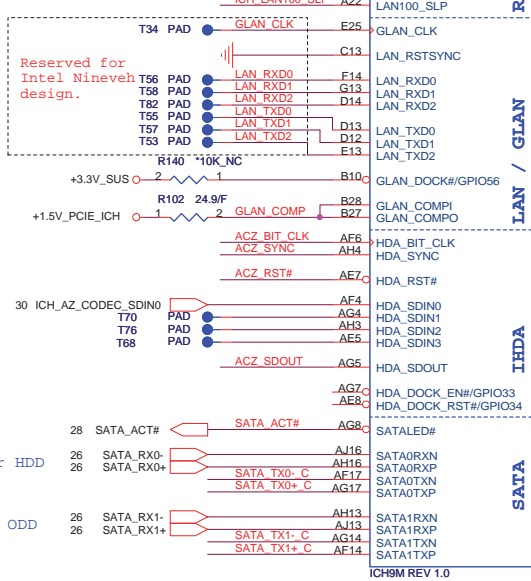 ICH_LAN100_SLP A22 LAN100_SLP
T34 PAD GLAN_CLK E25 GLAN_CLK
C13 LAN_RSTSYNC
Reserved for
Intel Nineveh
design.
T56 PAD LAN_RXD0 F14 LAN_RXD0
T58 PAD LAN_RXD1 G13 LAN_RXD1
T82 PAD LAN_RXD2 D14 LAN_RXD2
T55 PAD LAN_TXD0 D13 LAN_TXD0
T57 PAD LAN_TXD1 D12 LAN_TXD1
T53 PAD LAN_TXD2 E13 LAN_TXD2
R140 *10K_NC
+3.3V_SUS 2 1 B10 GLAN_DOCK#/GPIO56
R102 24.9/F
B28 GLAN_COMPI
+1.5V_PCIE_ICH 1 2 GLAN_COMP B27 GLAN_COMPO
LAN / GLAN
ACZ_BIT_CLK AF6 HDA_BIT_CLK
ACZ_SYNC AH4 HDA_SYNC
ACZ_RST# AE7 HDA_RST#
30 ICH_AZ_CODEC_SDIN0 AF4 HDA_SDIN0
T70 PAD AG4 HDA_SDIN1
T76 PAD AH3 HDA_SDIN2
T68 PAD AE5 HDA_SDIN3
ACZ_SDOUT AG5 HDA_SDOUT
IHDA
AG7 HDA_DOCK_EN#/GPIO33
AE8 HDA_DOCK_RST#/GPIO34
28 SATA_ACT# SATA_ACT# AG8 SATALED#
26 SATA_RX0- AJ16 SATA0RXN
HDD
26 SATA_RX0+ AH16 SATA0RXP
SATA_TX0-_C AF17 SATA0TXN
SATA_TX0+_C AG17 SATA0TXP
SATA
26 SATA_RX1- AH13 SATA1RXN
ODD
26 SATA_RX1+ AJ13 SATA1RXP
SATA_TX1-_C AG14 SATA1TXN
SATA_TX1+_C AF14 SATA1TXP
ICH9M REV 1.0